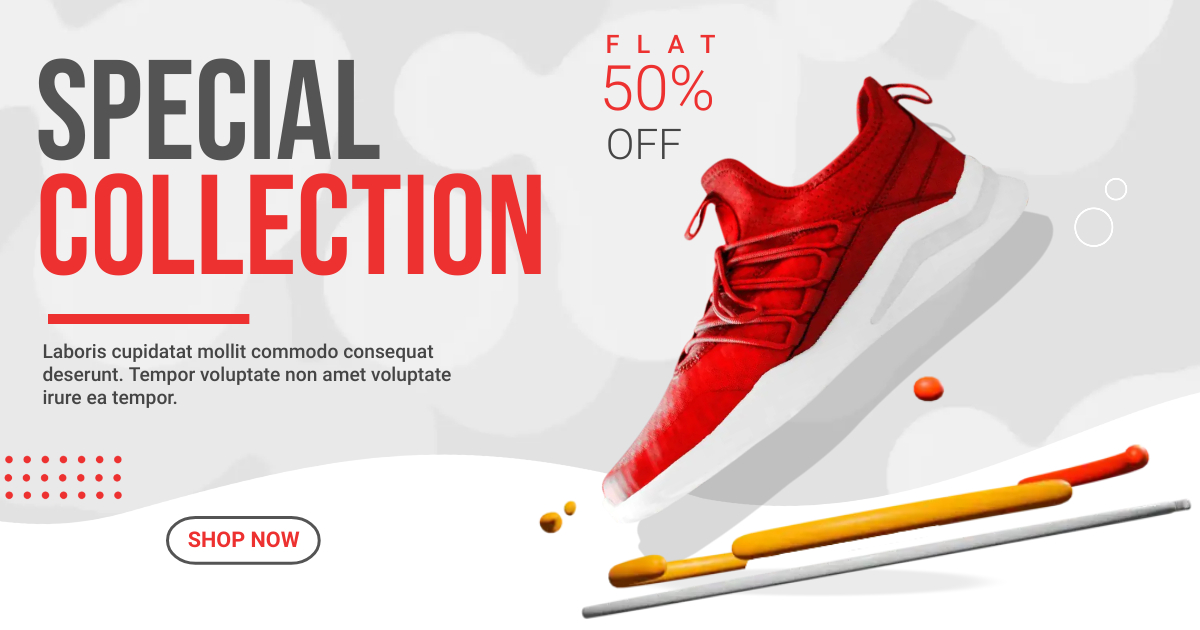 SPECIAL
COLLECTION
Laboris cupidatat mollit commodo consequat
deserunt. Tempor voluptate non amet voluptate
irure ea tempor.
SHOP NOW
FLAT
50%
OFF